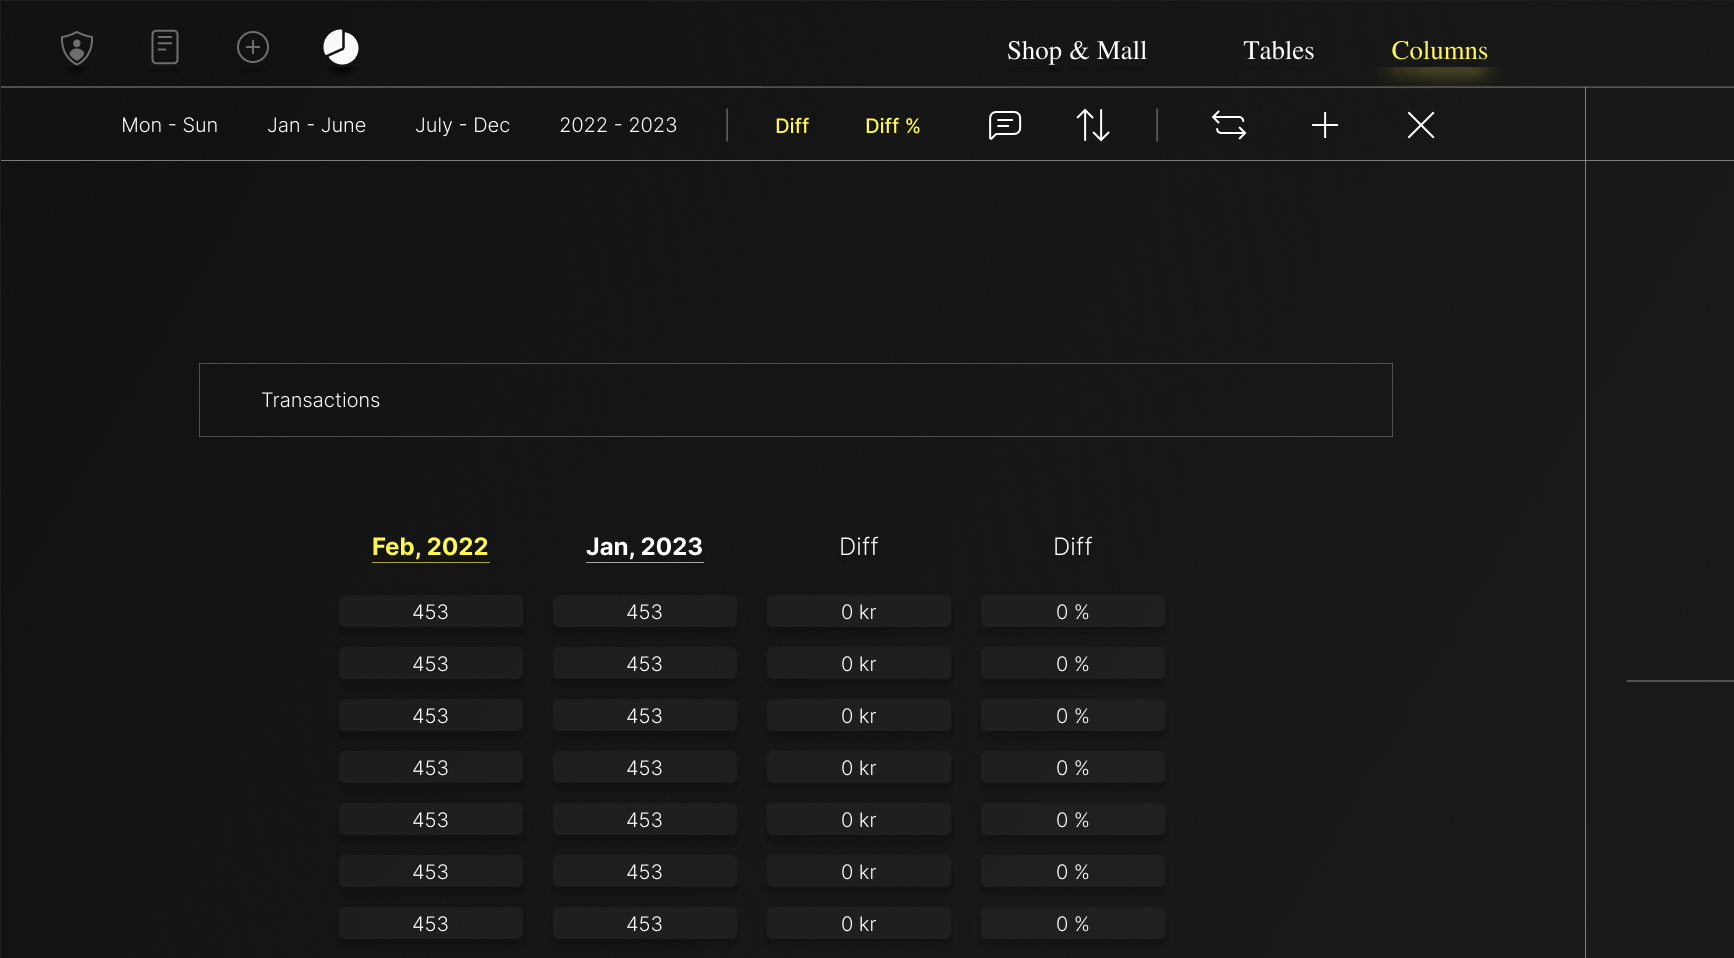 Shop & Mall Tables Columns
Mon - Sun Jan - June July - Dec 2022 - 2023 Diff Diff %
Transactions
Feb, 2022 Jan, 2023 Diff Diff
453 453 0 kr 0 %
453 453 0 kr 0 %
453 453 0 kr 0 %
453 453 0 kr 0 %
453 453 0 kr 0 %
453 453 0 kr 0 %
453 453 0 kr 0 %